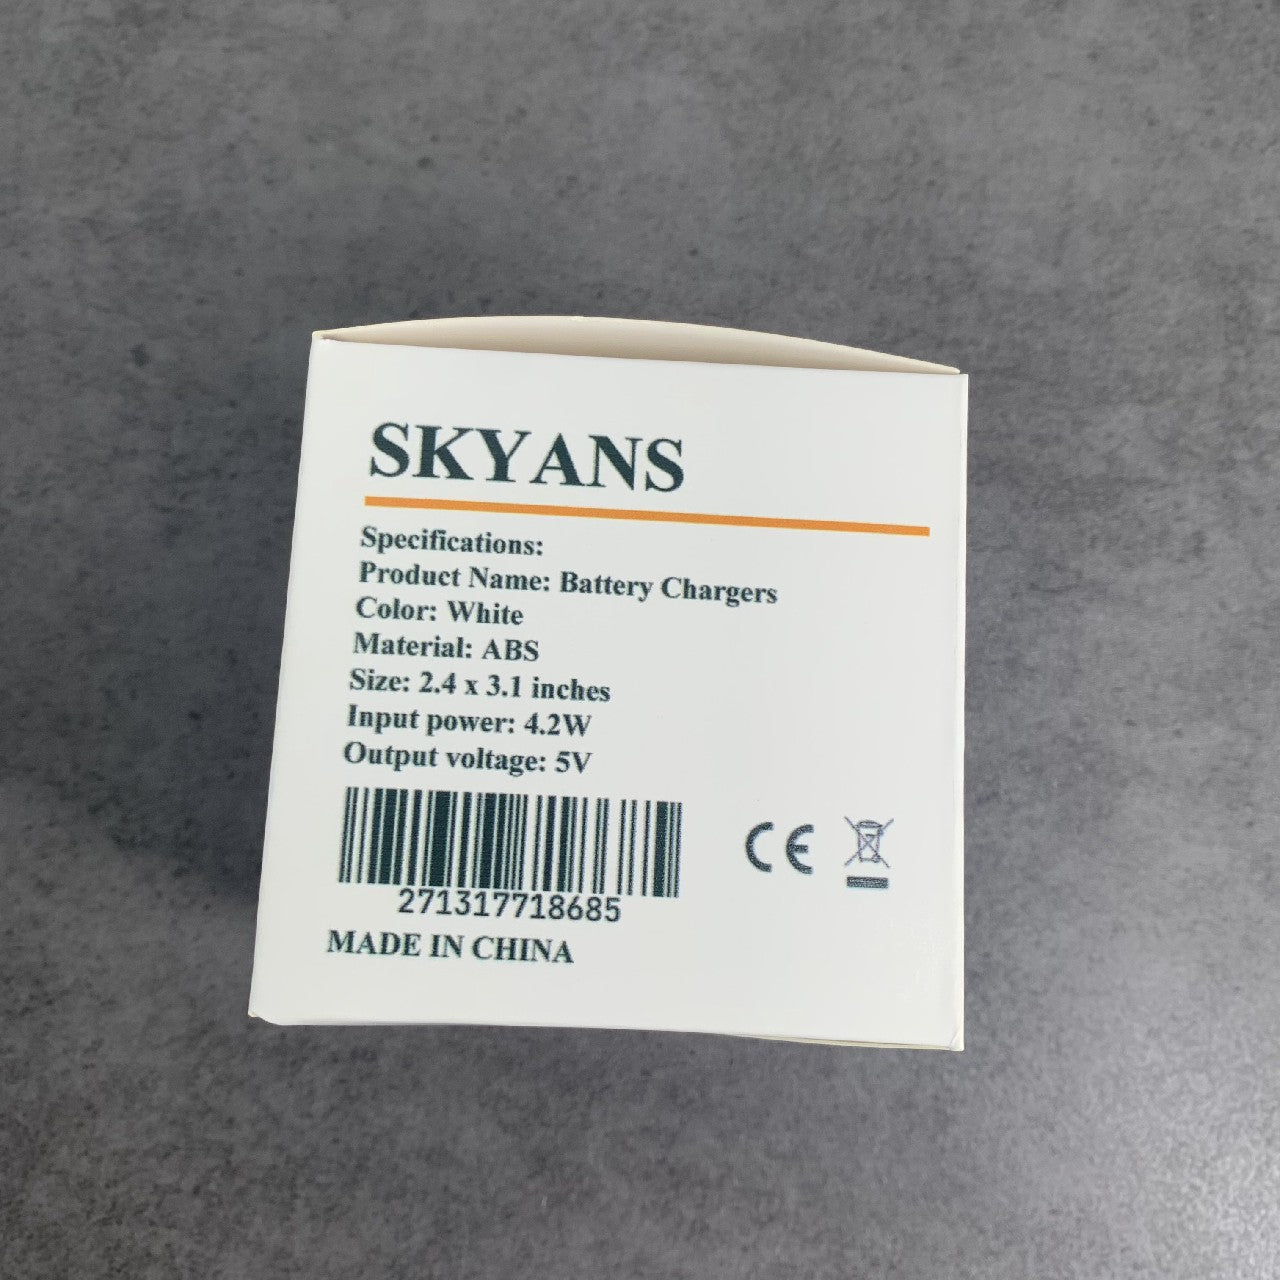 SKYANS
Specifications:
Product Name: Battery Chargers
Color: White
Material: ABS
Size: 2.4 x 3.1 inches
Input power: 4.2W
Output voltage: 5V
271317718685
CE
MADE IN CHINA